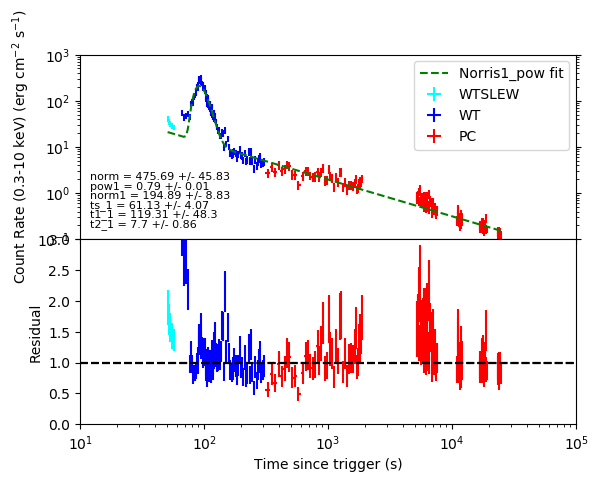 Count Rate (0.3-10 keV) (erg cm⁻² s⁻¹)
10³
10²
10¹
10⁰
10⁻¹
Norris1_pow fit
WTSLEW
WT
PC
norm = 475.69 +/- 45.83
pow1 = 0.79 +/- 0.01
norm1 = 194.89 +/- 8.83
ts_1 = 61.13 +/- 4.07
t1_1 = 119.31 +/- 48.3
t2_1 = 7.7 +/- 0.86
Residual
3.0
2.5
2.0
1.5
1.0
0.5
0.0
10¹ 10² 10³ 10⁴ 10⁵
Time since trigger (s)